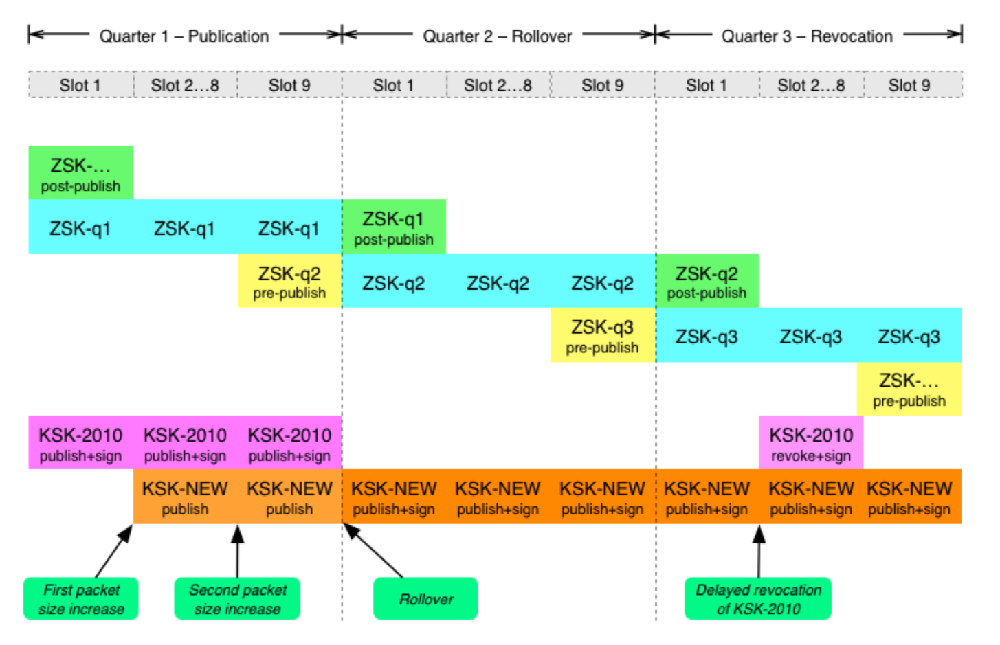 Quarter 1 – Publication
Quarter 2 – Rollover
Quarter 3 – Revocation
Slot 1
Slot 2...8
Slot 9
Slot 1
Slot 2...8
Slot 9
Slot 1
Slot 2...8
Slot 9
ZSK-...
post-publish
ZSK-q1
ZSK-q1
ZSK-q1
ZSK-q1
post-publish
ZSK-q2
pre-publish
ZSK-q2
ZSK-q2
ZSK-q2
ZSK-q2
post-publish
ZSK-q3
pre-publish
ZSK-q3
ZSK-q3
ZSK-q3
ZSK-...
pre-publish
KSK-2010
publish+sign
KSK-2010
publish+sign
KSK-2010
publish+sign
KSK-2010
revoke+sign
KSK-NEW
publish
KSK-NEW
publish
KSK-NEW
publish+sign
KSK-NEW
publish+sign
KSK-NEW
publish+sign
KSK-NEW
publish+sign
KSK-NEW
publish+sign
KSK-NEW
publish+sign
First packet
size increase
Second packet
size increase
Rollover
Delayed revocation
of KSK-2010